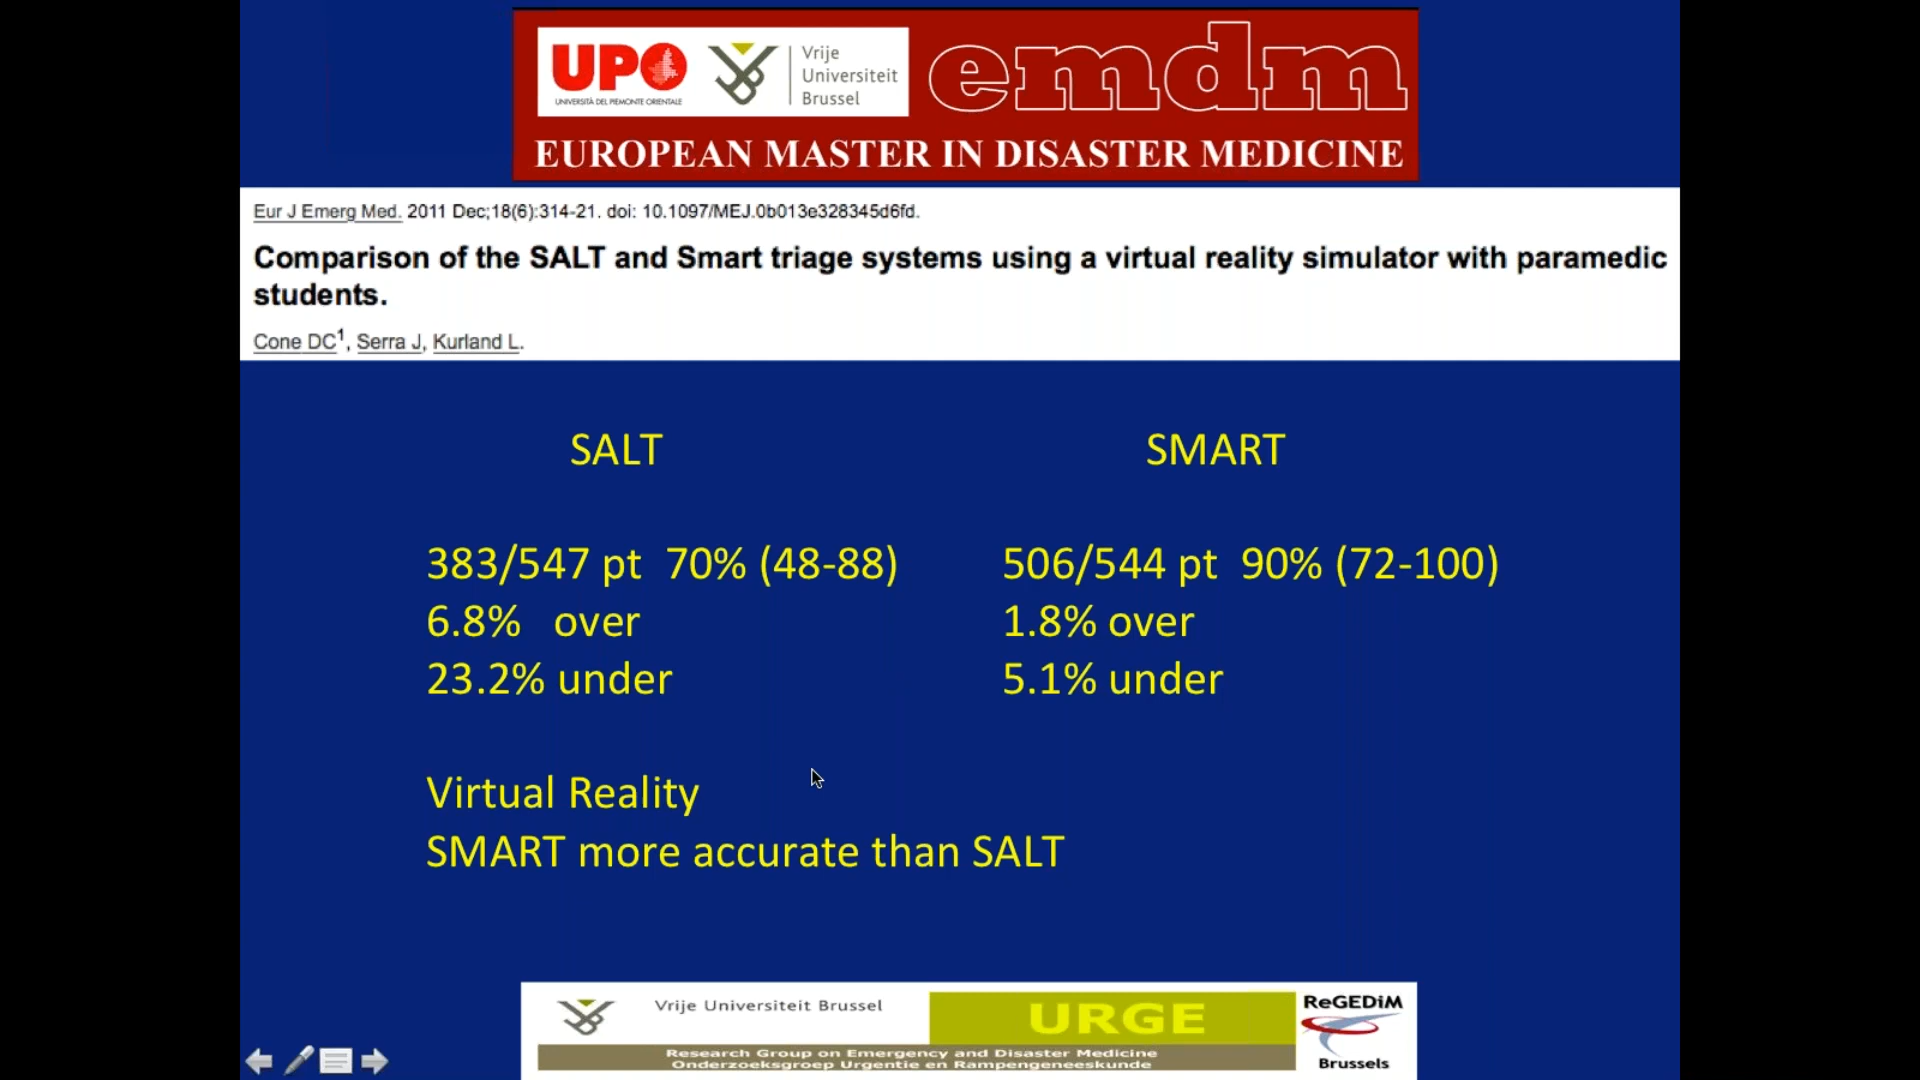 UPO
UNIVERSITÀ DEL PIEMONTE ORIENTALE
Vrije
Universiteit
Brussel
emdm
EUROPEAN MASTER IN DISASTER MEDICINE
Eur J Emerg Med. 2011 Dec;18(6):314-21. doi: 10.1097/MEJ.0b013e328345d6fd.
Comparison of the SALT and Smart triage systems using a virtual reality simulator with paramedic
students.
Cone DC1, Serra J, Kurland L.
SALT
SMART
383/547 pt 70% (48-88)
506/544 pt 90% (72-100)
6.8% over
1.8% over
23.2% under
5.1% under
Virtual Reality
SMART more accurate than SALT
Vrije Universiteit Brussel
URGE
ReGEDiM
Brussels
Research Group on Emergency and Disaster Medicine
Onderzoeksgroep Urgentie en Rampengeneeskunde